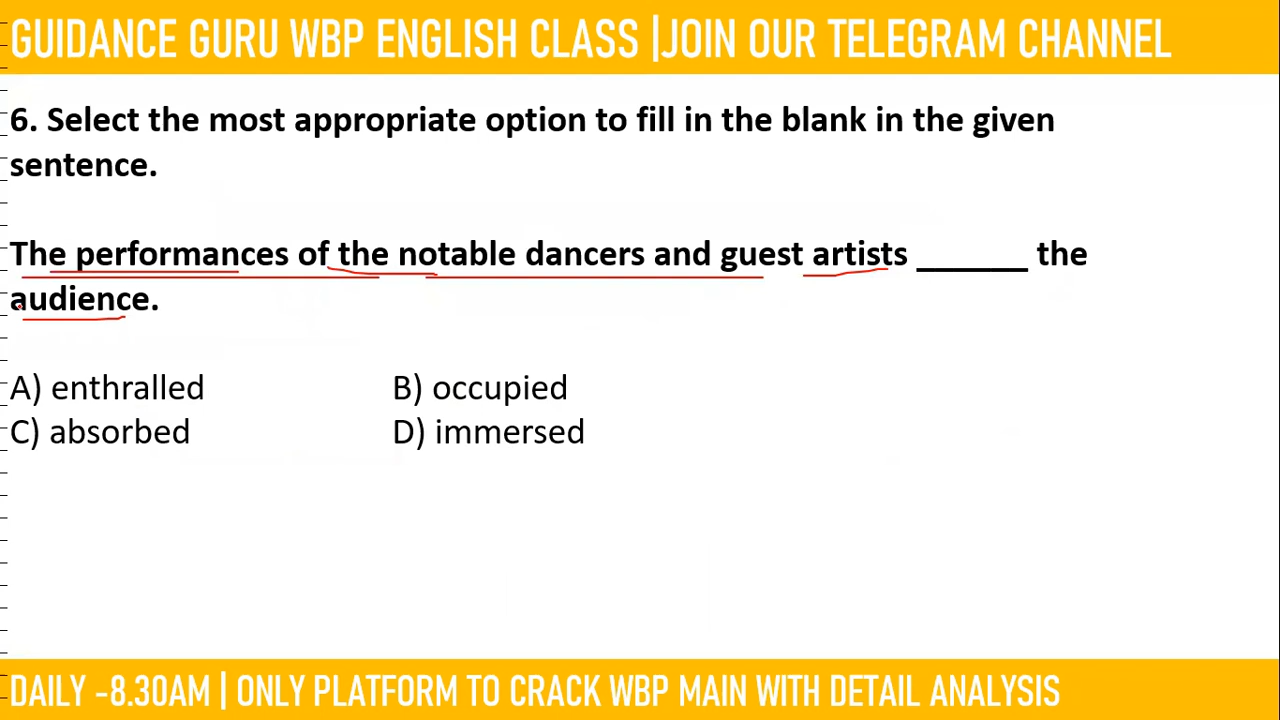 GUIDANCE GURU WBP ENGLISH CLASS |JOIN OUR TELEGRAM CHANNEL
6. Select the most appropriate option to fill in the blank in the given
sentence.
The performances of the notable dancers and guest artists ______ the
audience.
A) enthralled B) occupied
C) absorbed D) immersed
DAILY -8.30AM | ONLY PLATFORM TO CRACK WBP MAIN WITH DETAIL ANALYSIS